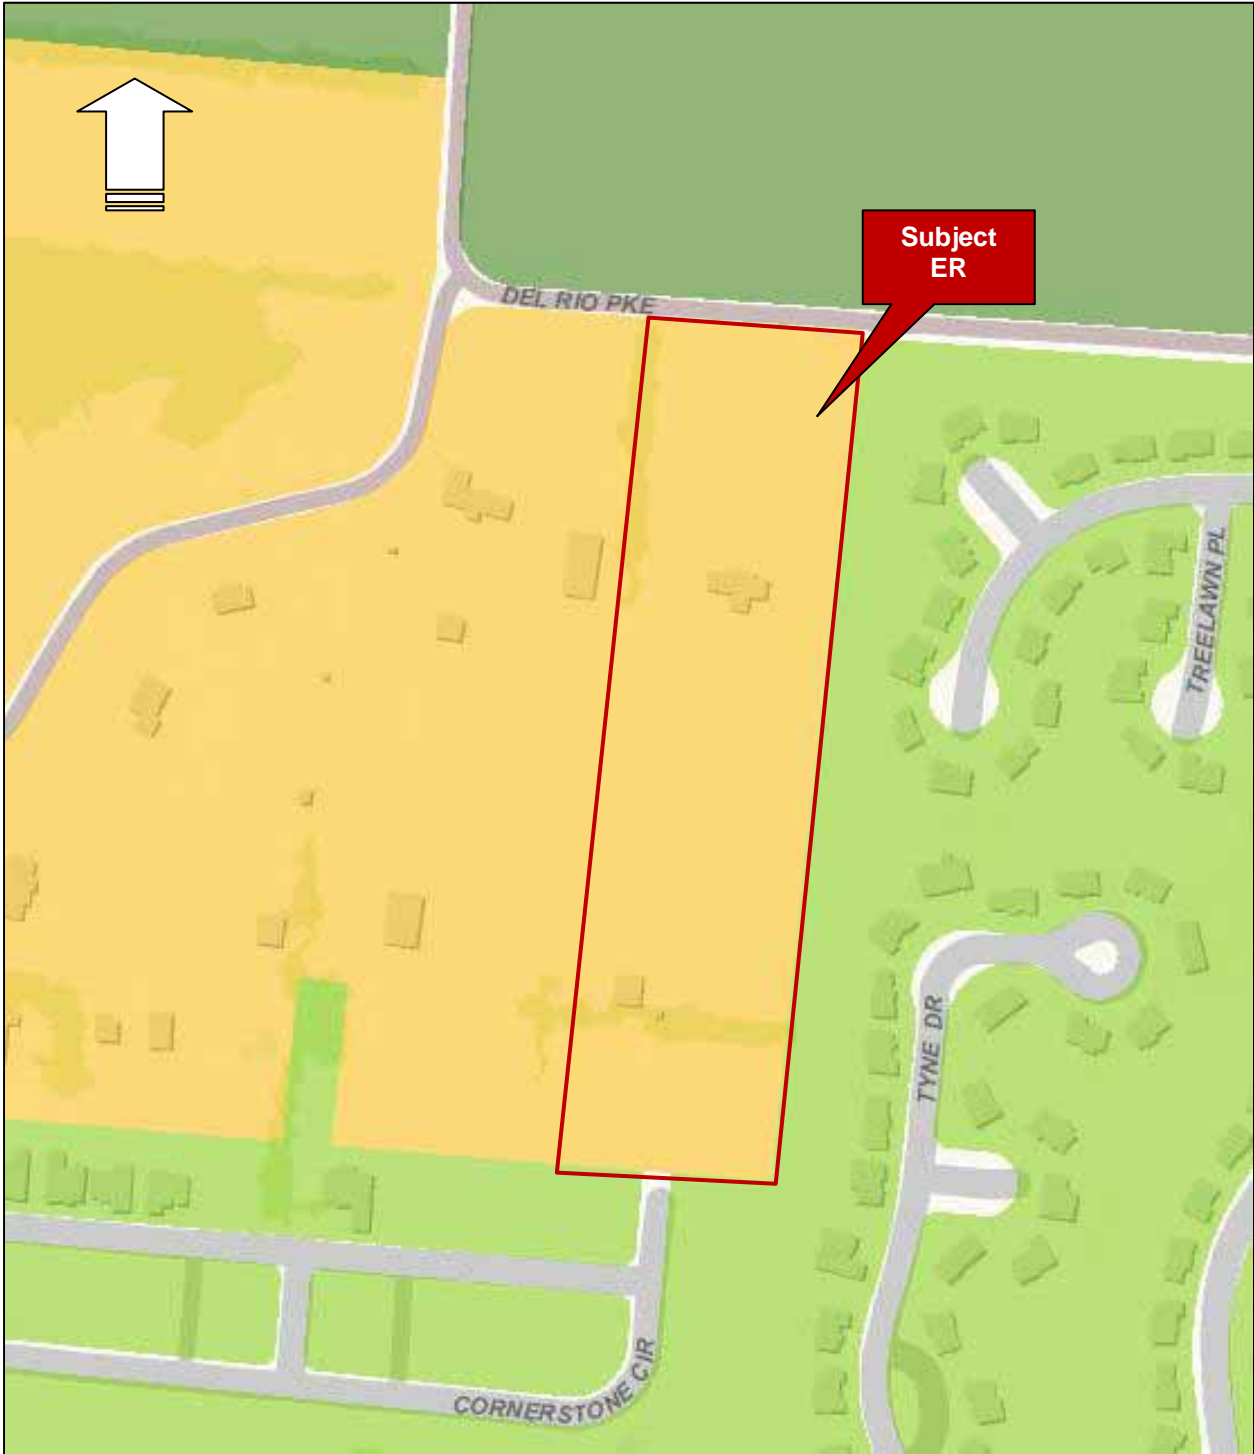 Subject
ER
DEL RIO PKE
TREELAWN PL
TYNE DR
CORNERSTONE CIR